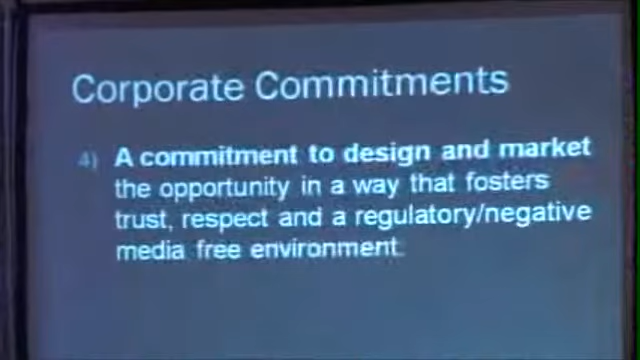 Corporate Commitments
4) A commitment to design and market
the opportunity in a way that fosters
trust, respect and a regulatory/negative
media free environment.